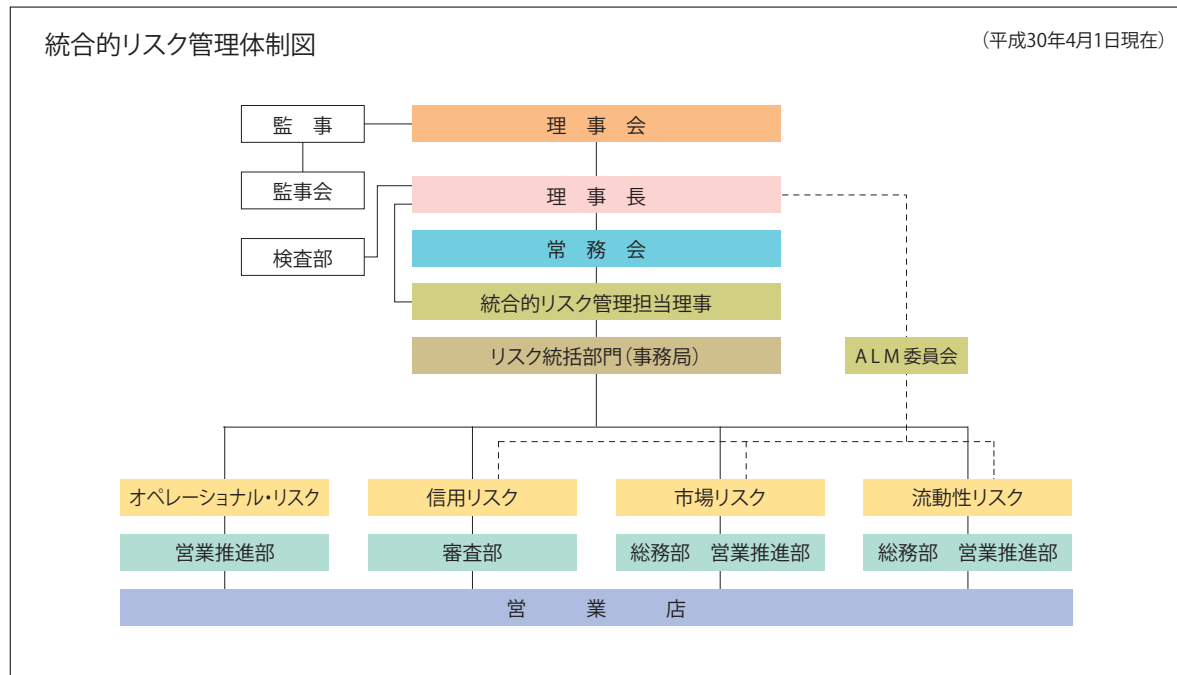 統合的リスク管理体制図
（平成30年4月1日現在）
監　事
理　事　会
監事会
理　事　長
検査部
常　務　会
統合的リスク管理担当理事
リスク統括部門（事務局）
ＡＬＭ委員会
オペレーショナル・リスク
信用リスク
市場リスク
流動性リスク
営業推進部
審査部
総務部　営業推進部
総務部　営業推進部
営　業　店